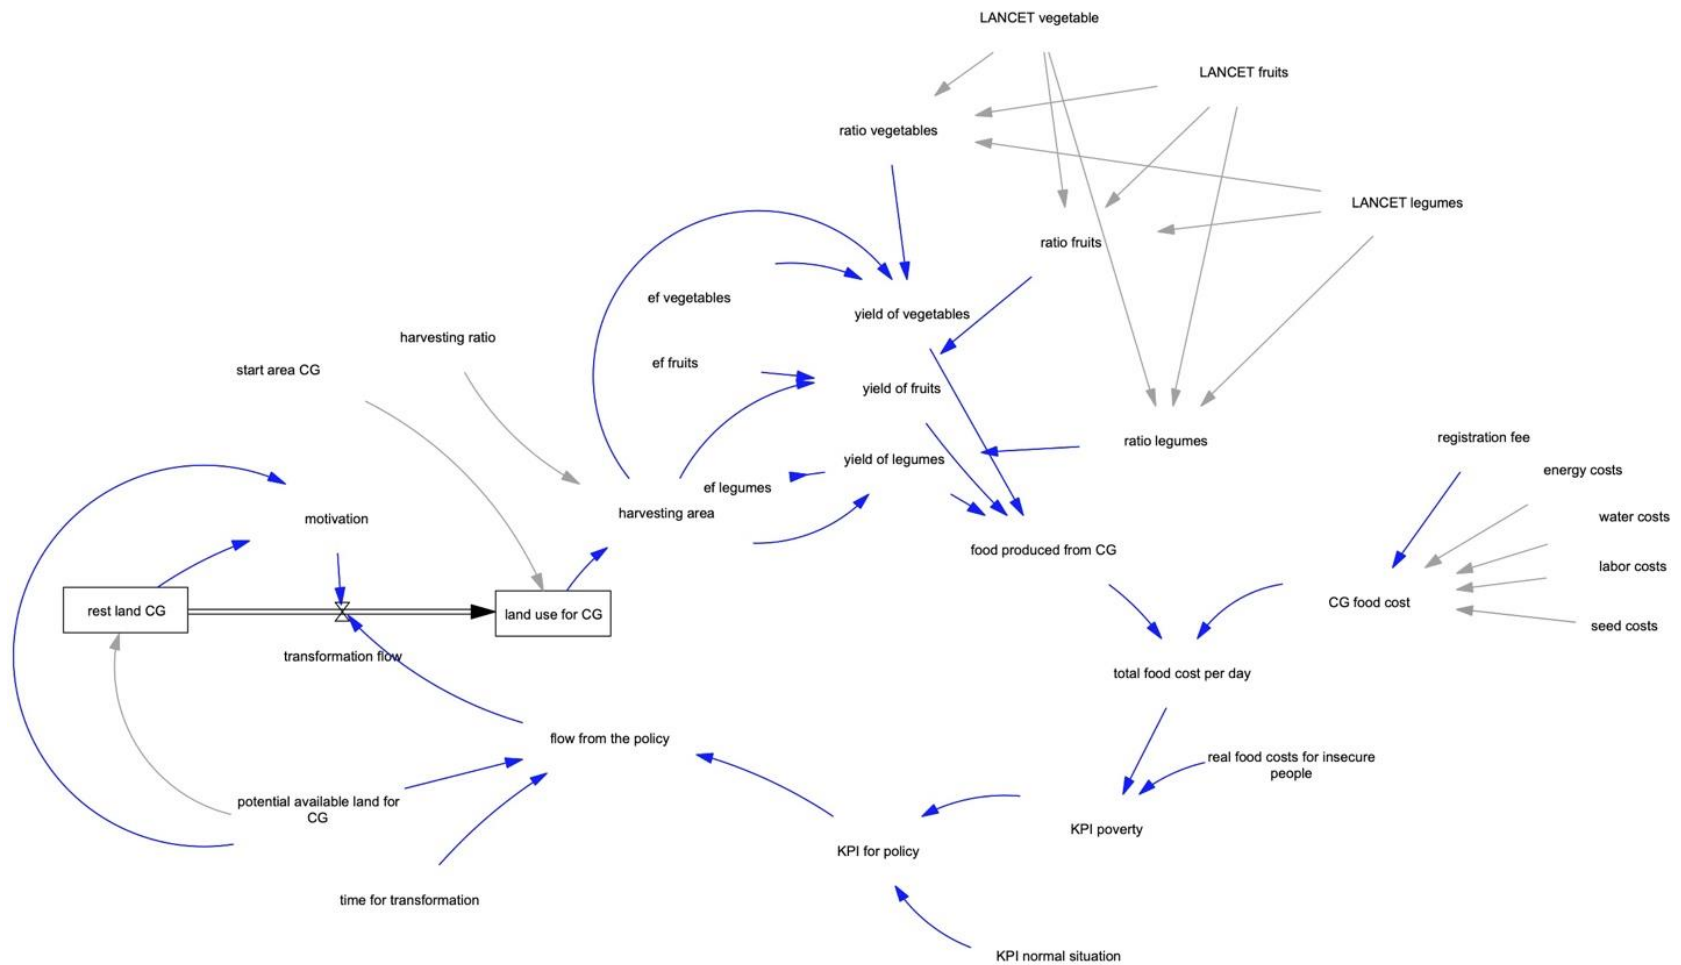 LANCET vegetable
LANCET fruits
ratio vegetables
LANCET legumes
ratio fruits
ef vegetables
yield of vegetables
harvesting ratio
start area CG
ef fruits
yield of fruits
ratio legumes
registration fee
yield of legumes
energy costs
ef legumes
harvesting area
water costs
motivation
food produced from CG
labor costs
CG food cost
rest land CG
land use for CG
seed costs
transformation flow
total food cost per day
flow from the policy
real food costs for insecure
people
potential available land for
CG
KPI poverty
KPI for policy
time for transformation
KPI normal situation